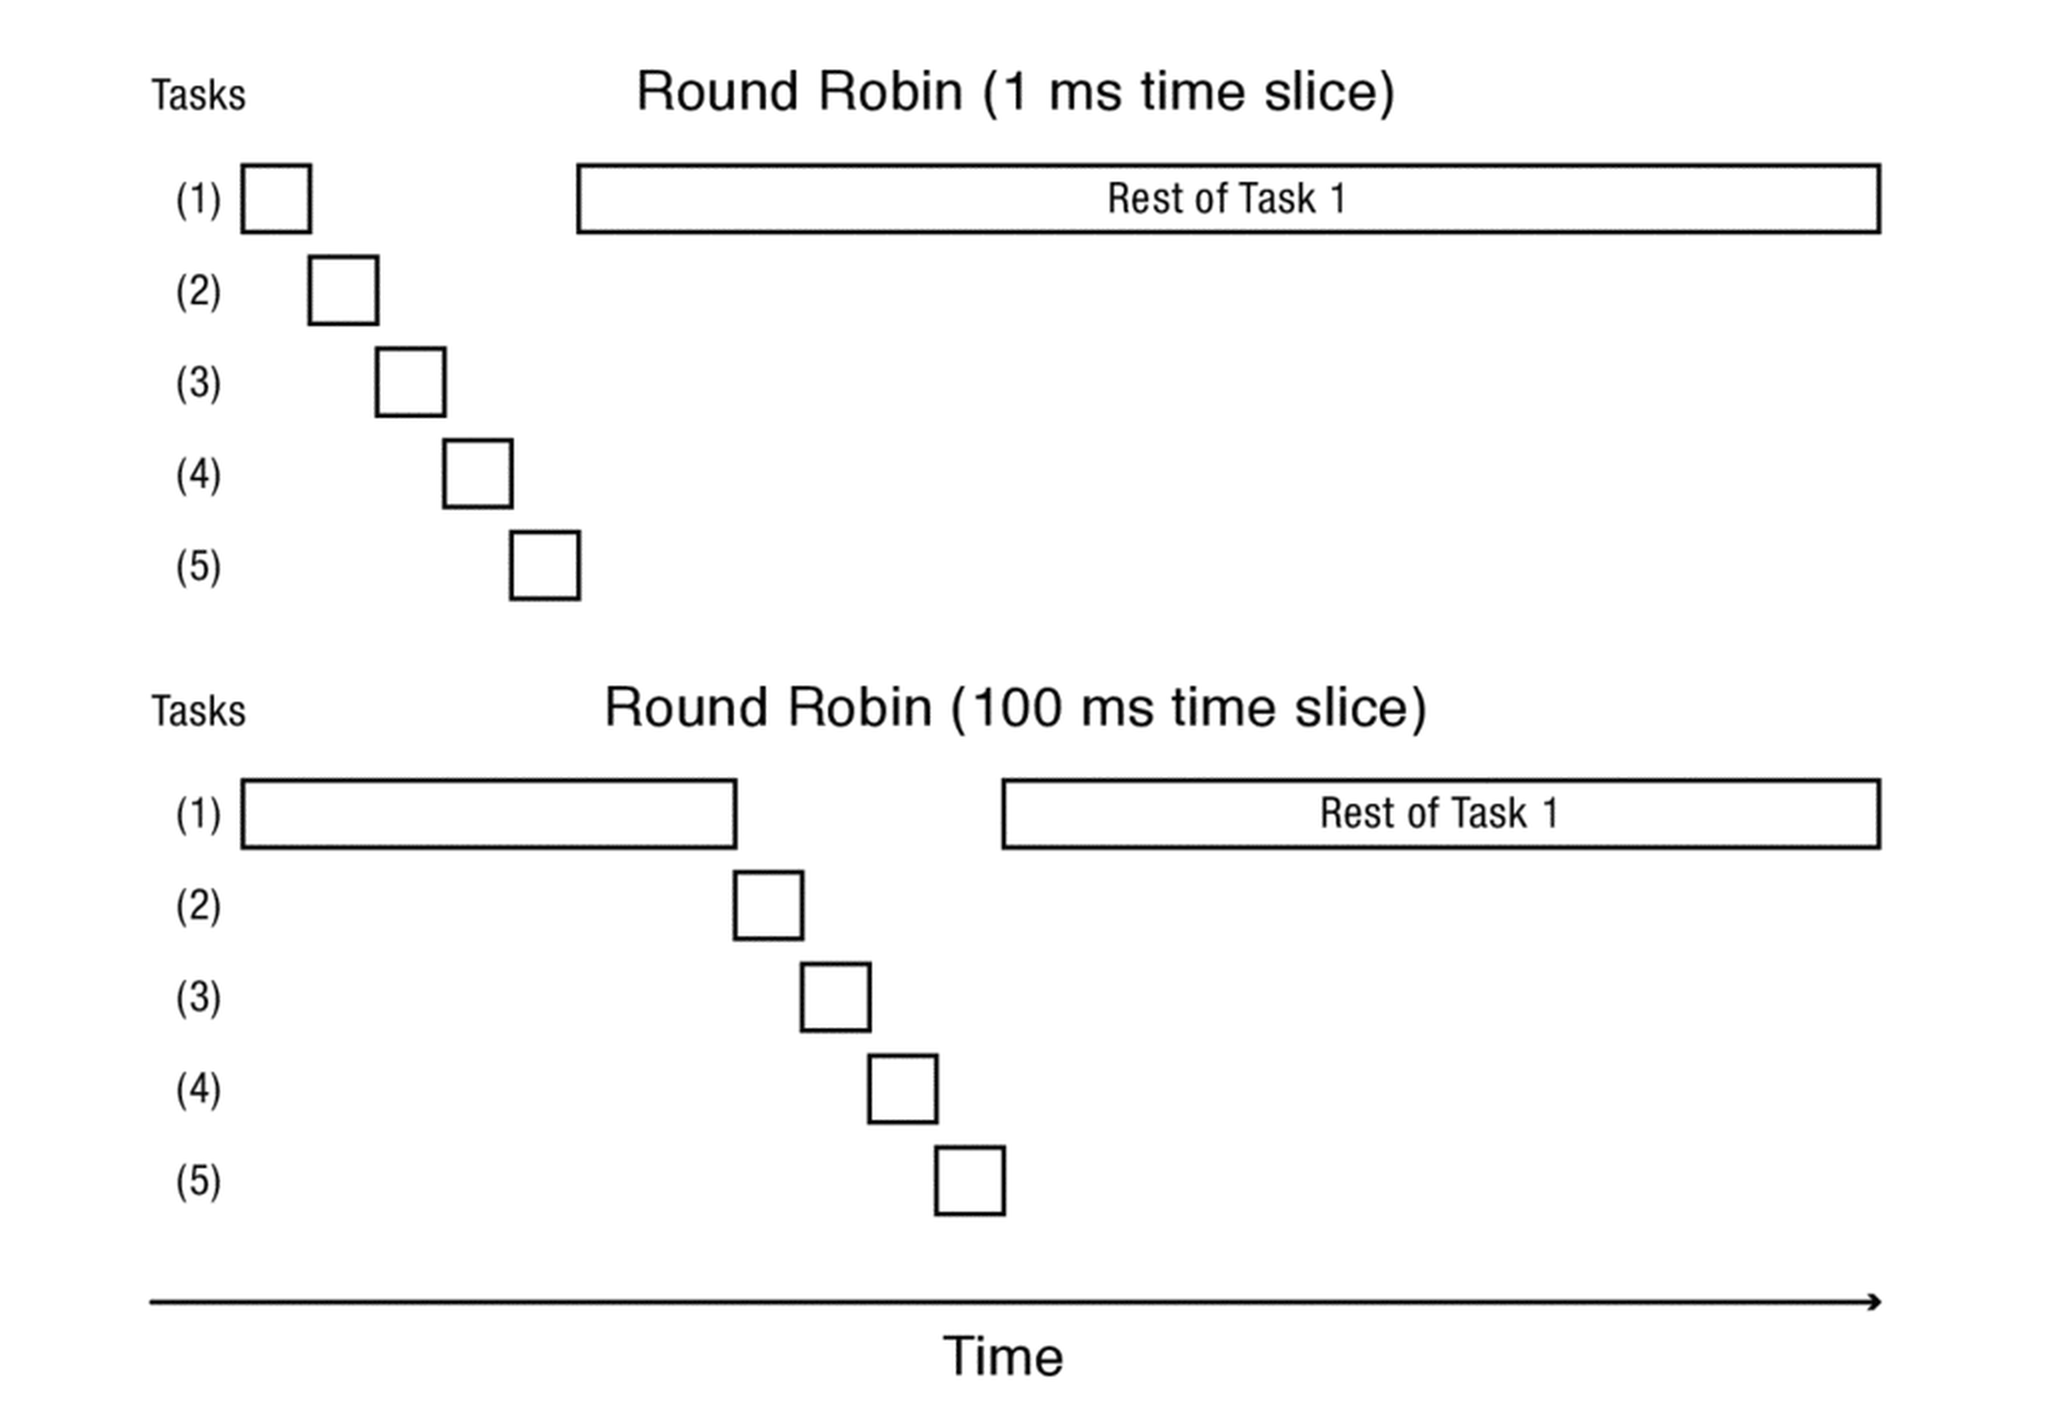 Tasks
Round Robin (1 ms time slice)
(1)
Rest of Task 1
(2)
(3)
(4)
(5)
Tasks
Round Robin (100 ms time slice)
(1)
Rest of Task 1
(2)
(3)
(4)
(5)
Time